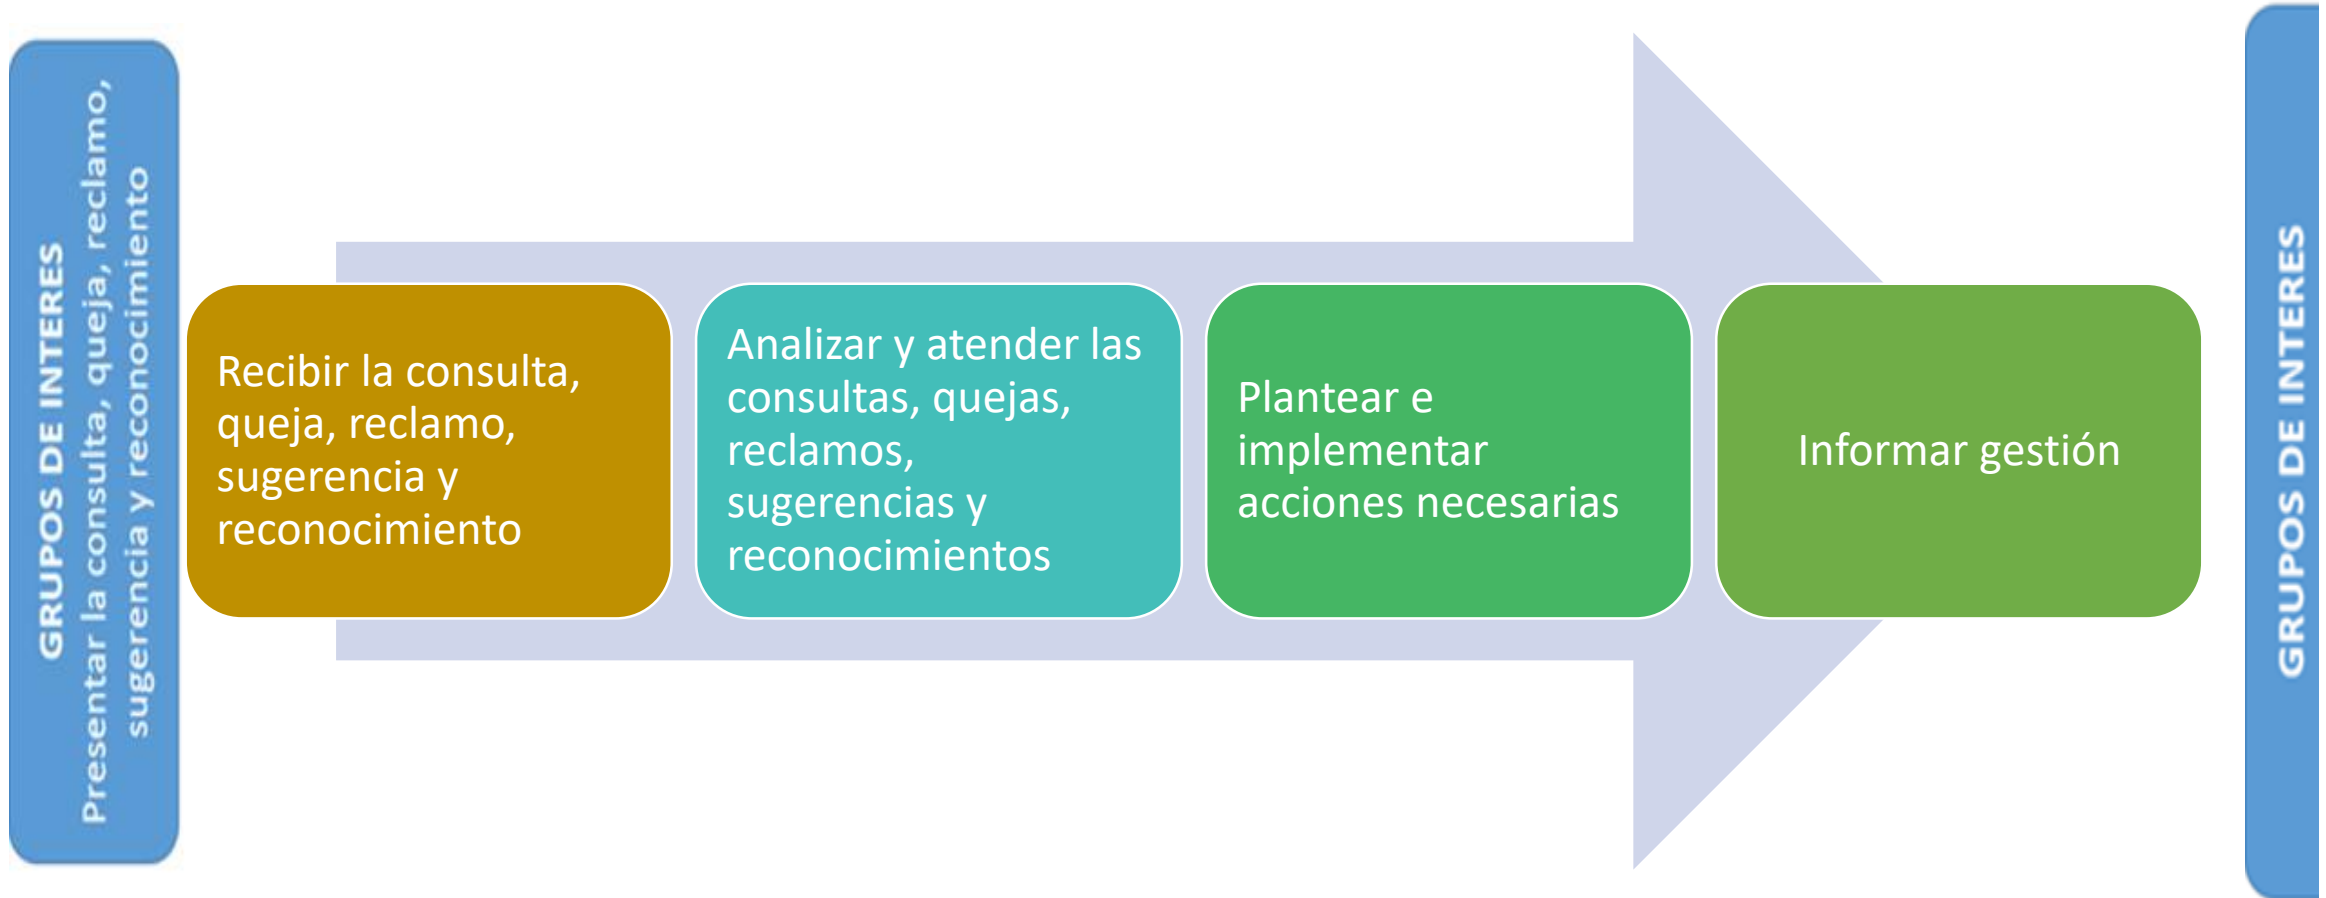 GRUPOS DE INTERES
Presentar la consulta, queja, reclamo,
sugerencia y reconocimiento
Recibir la consulta,
queja, reclamo,
sugerencia y
reconocimiento
Analizar y atender las
consultas, quejas,
reclamos,
sugerencias y
reconocimientos
Plantear e
implementar
acciones necesarias
Informar gestión
GRUPOS DE INTERES